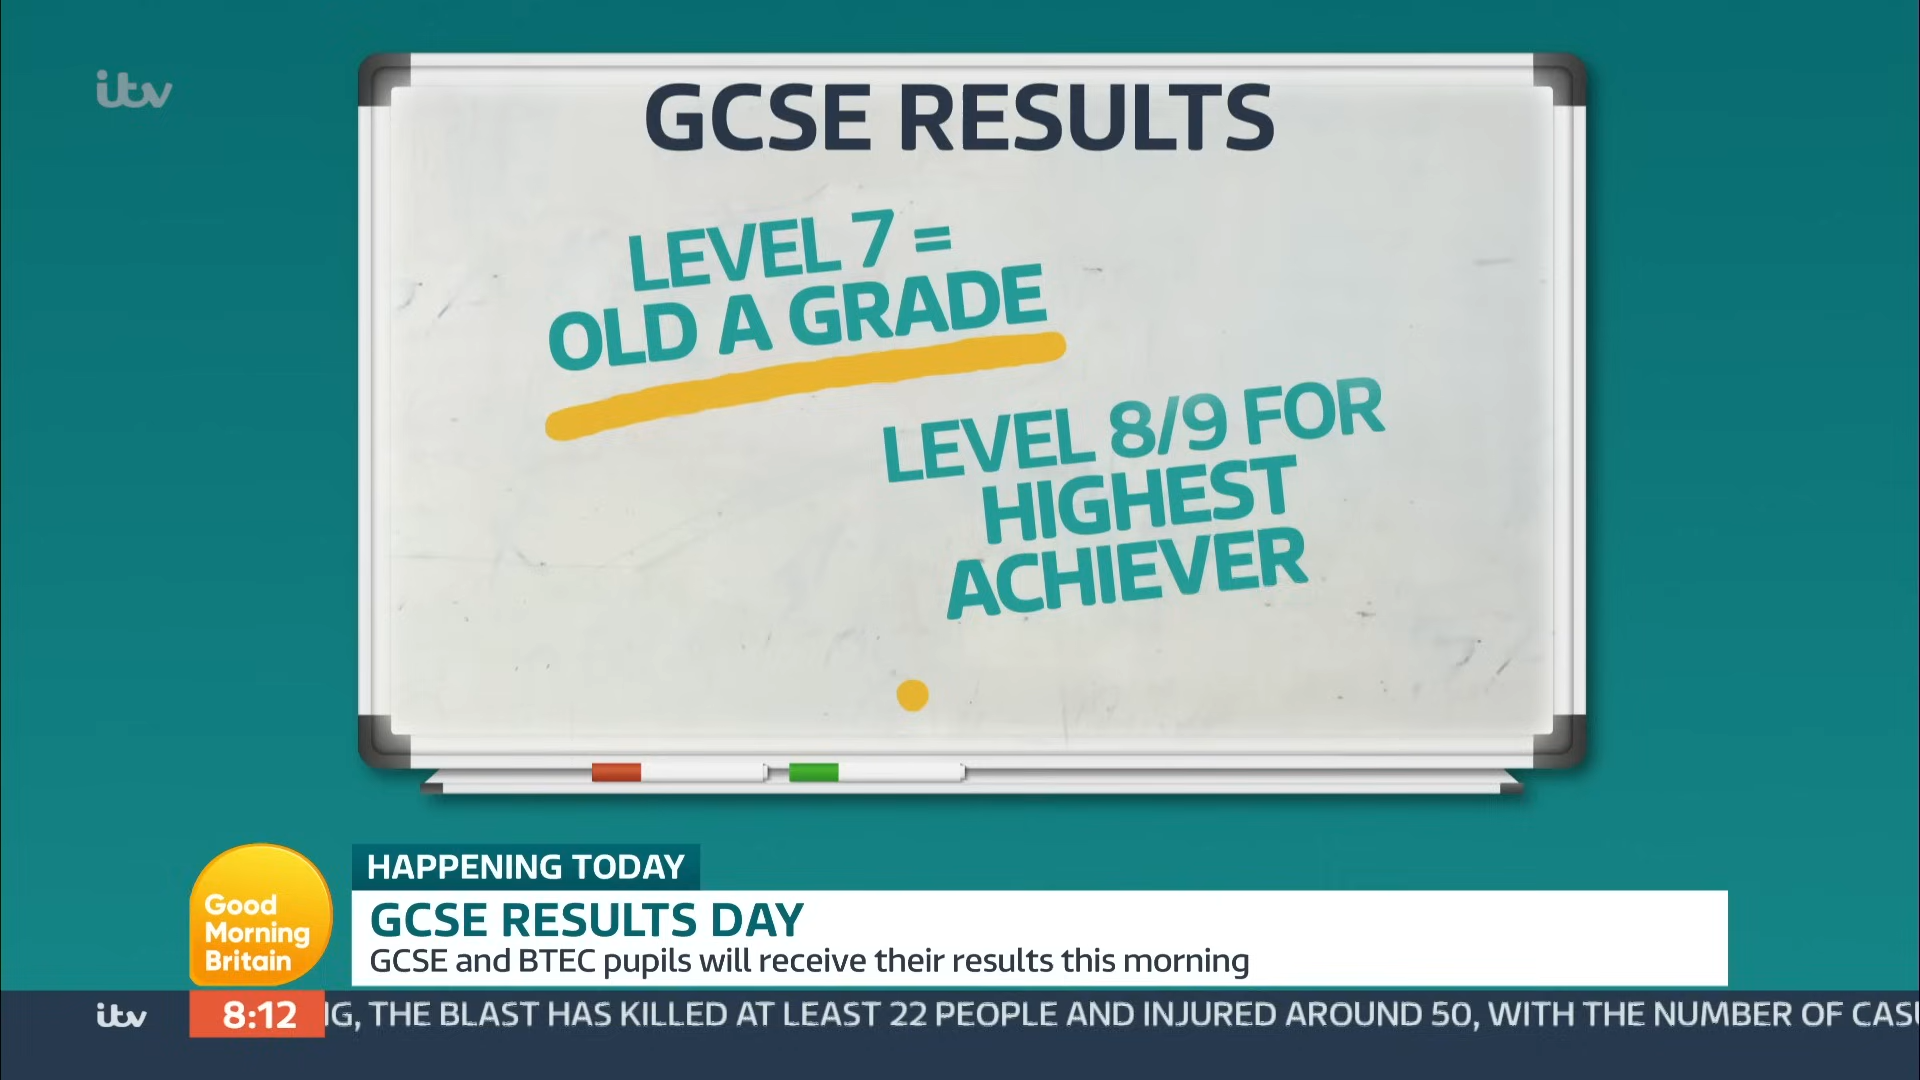 itv
GCSE RESULTS
LEVEL 7 =
OLD A GRADE
LEVEL 8/9 FOR
HIGHEST
ACHIEVER
HAPPENING TODAY
GCSE RESULTS DAY
GCSE and BTEC pupils will receive their results this morning
Good
Morning
Britain
itv
8:12
THE BLAST HAS KILLED AT LEAST 22 PEOPLE AND INJURED AROUND 50, WITH THE NUMBER OF